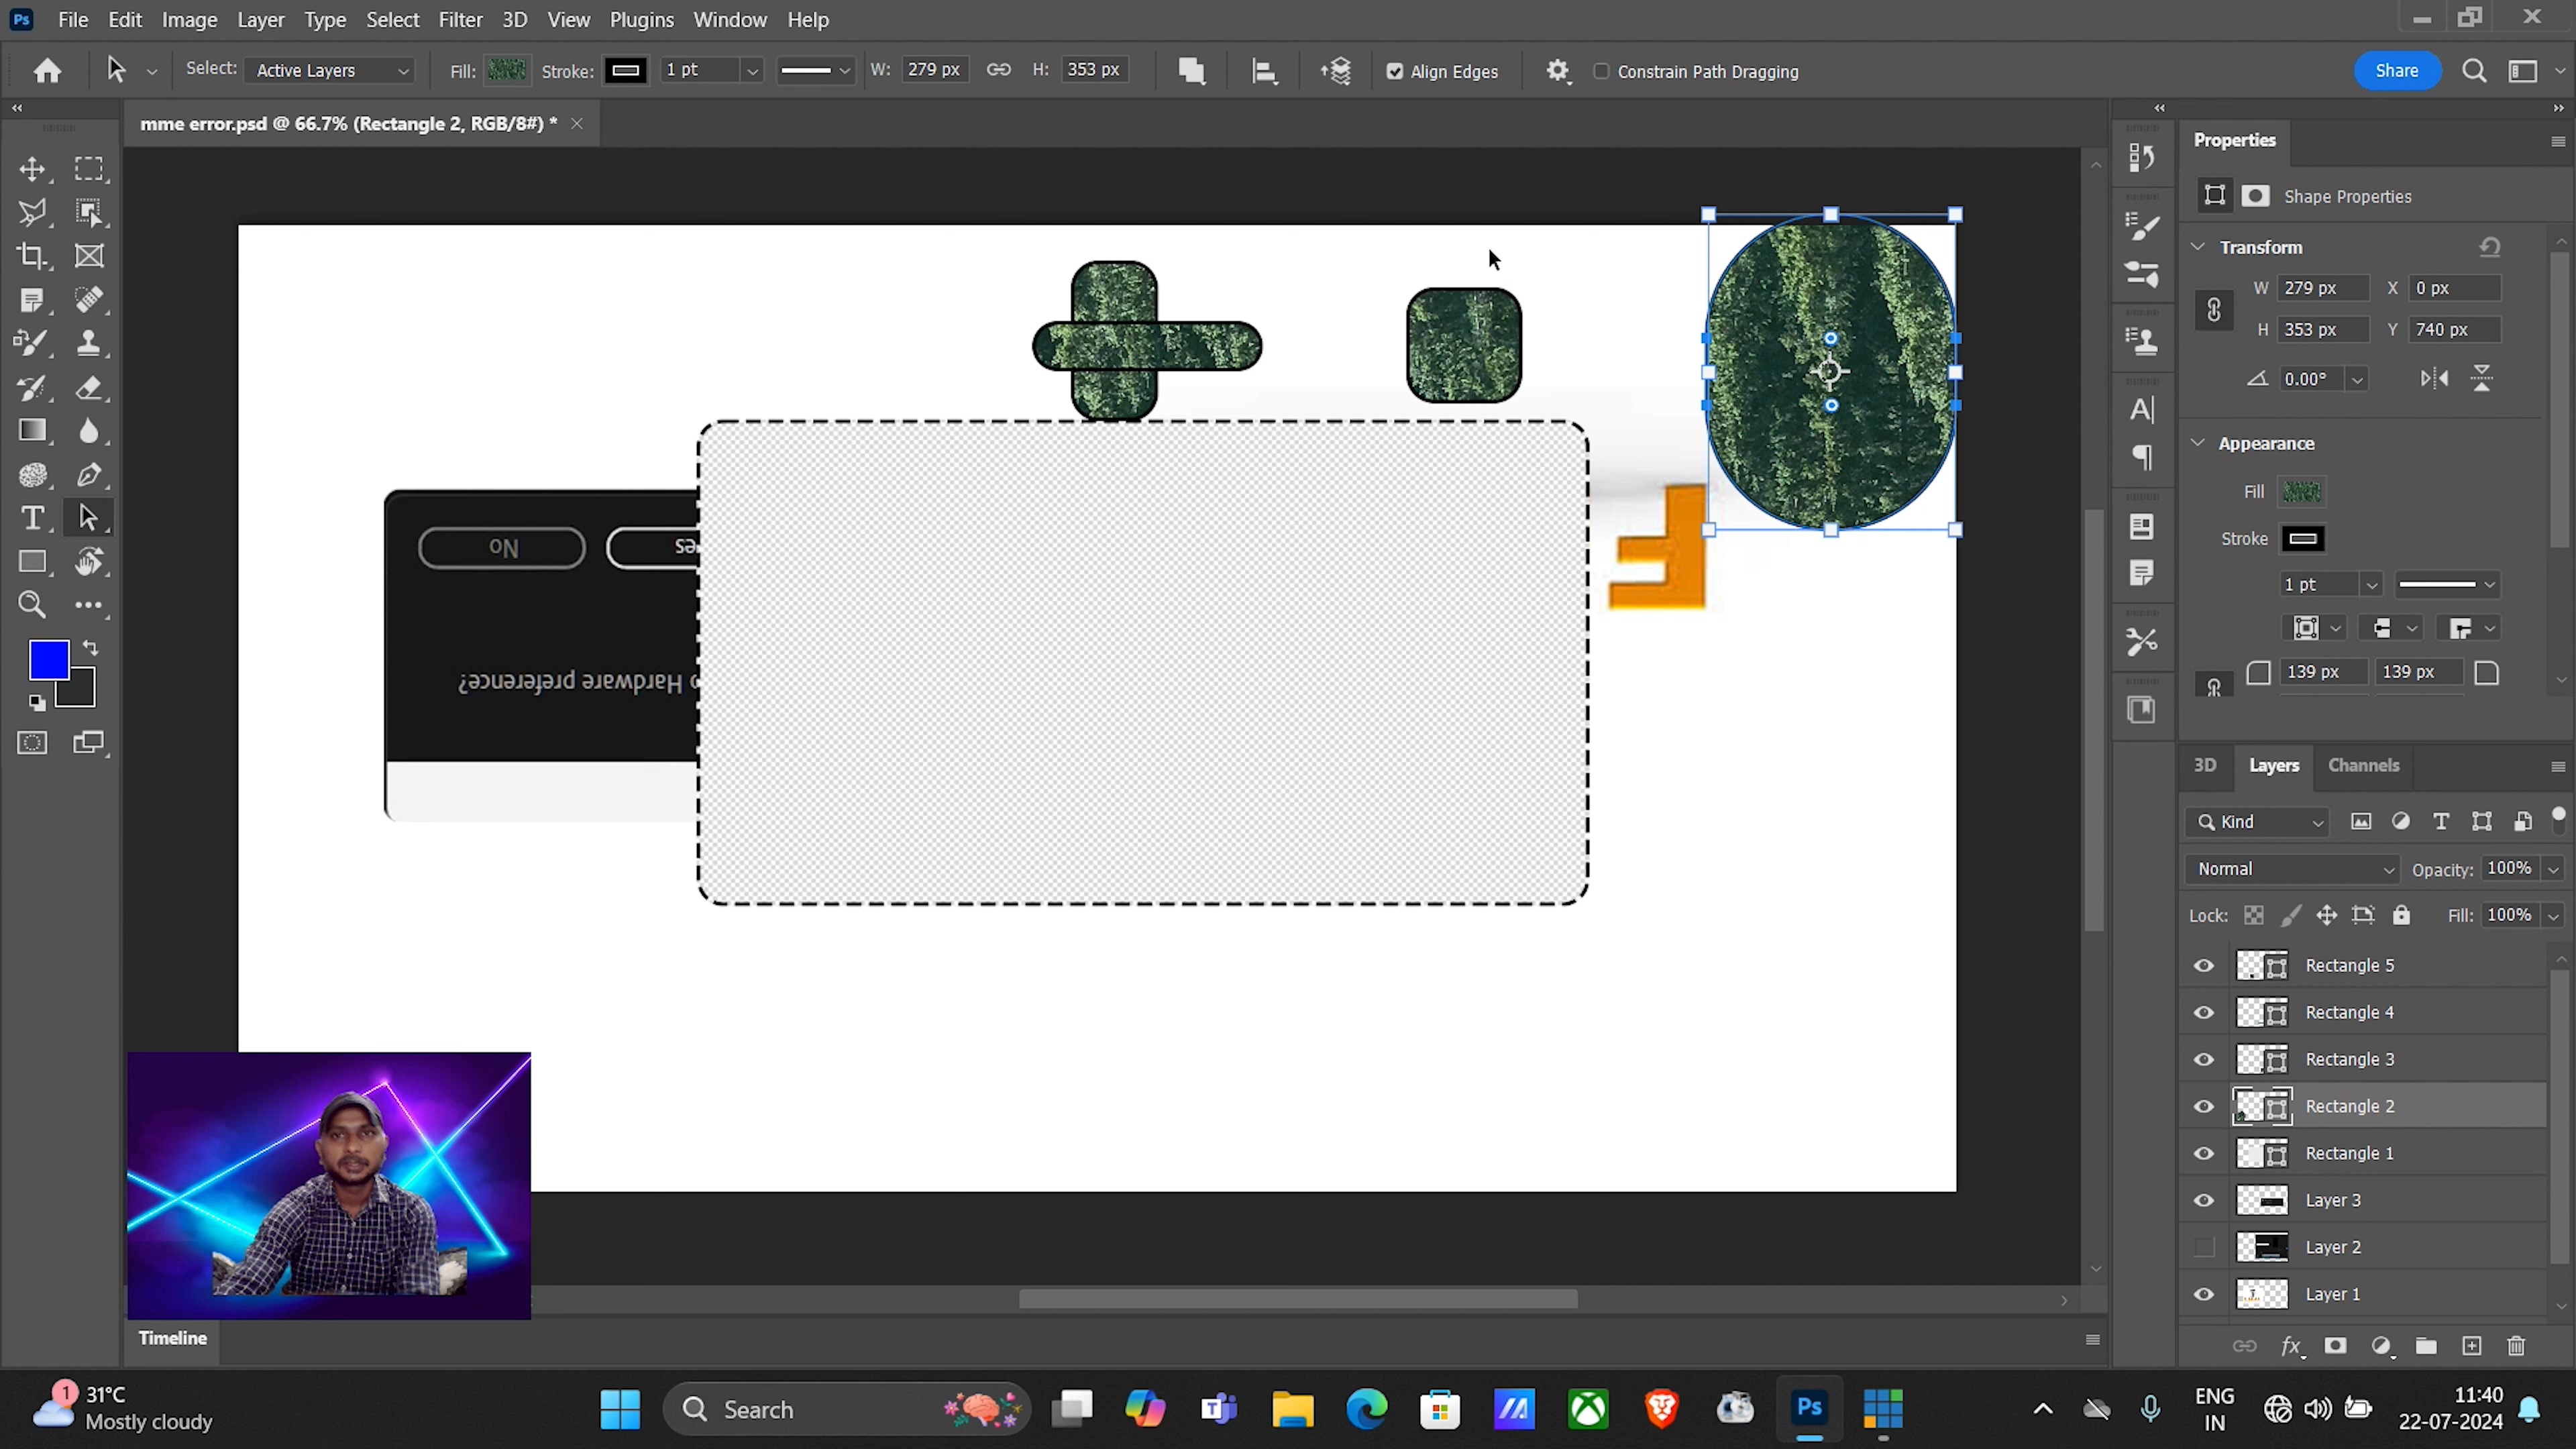 Ps File Edit Image Layer Type Select Filter 3D View Plugins Window Help
Select: Active Layers Fill: Stroke: 1 pt W: 279 px H: 353 px Align Edges Constrain Path Dragging Share
mme error.psd @ 66.7% (Rectangle 2, RGB/8#) *
Properties
Shape Properties
Transform
W 279 px X 0 px
H 353 px Y 740 px
0.00°
Appearance
Fill
Stroke
1 pt
139 px 139 px
No
es
o Hardware preference?
3D Layers Channels
Kind
Normal Opacity: 100%
Lock: Fill: 100%
Rectangle 5
Rectangle 4
Rectangle 3
Rectangle 2
Rectangle 1
Layer 3
Layer 2
Layer 1
Timeline
1 31°C
Mostly cloudy
Search
Ps
ENG
IN
11:40
22-07-2024